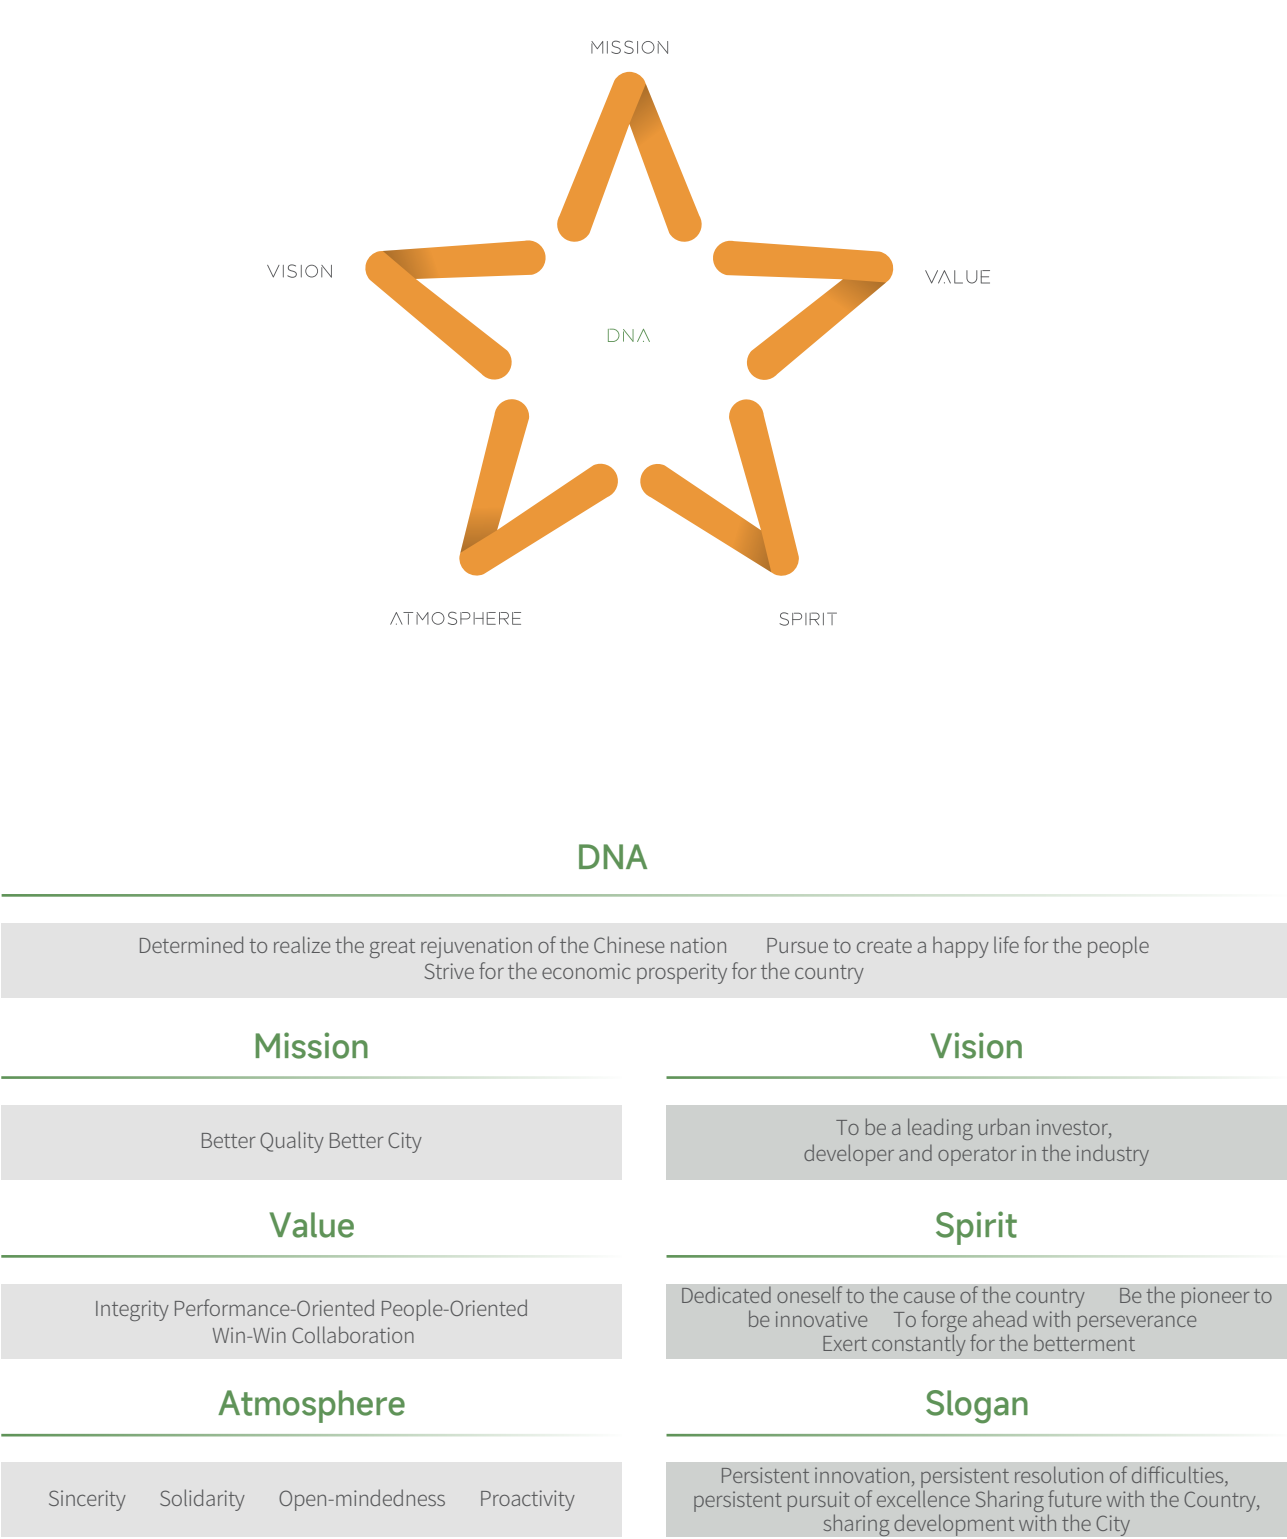 MISSION
VISION
VALUE
DNA
ATMOSPHERE
SPIRIT
DNA
Determined to realize the great rejuvenation of the Chinese nation Pursue to create a happy life for the people
Strive for the economic prosperity for the country
Mission
Better Quality Better City
Vision
To be a leading urban investor,
developer and operator in the industry
Value
Integrity Performance-Oriented People-Oriented
Win-Win Collaboration
Spirit
Dedicated oneself to the cause of the country Be the pioneer to
be innovative To forge ahead with perseverance
Exert constantly for the betterment
Atmosphere
Sincerity Solidarity Open-mindedness Proactivity
Slogan
Persistent innovation, persistent resolution of difficulties,
persistent pursuit of excellence Sharing future with the Country,
sharing development with the City